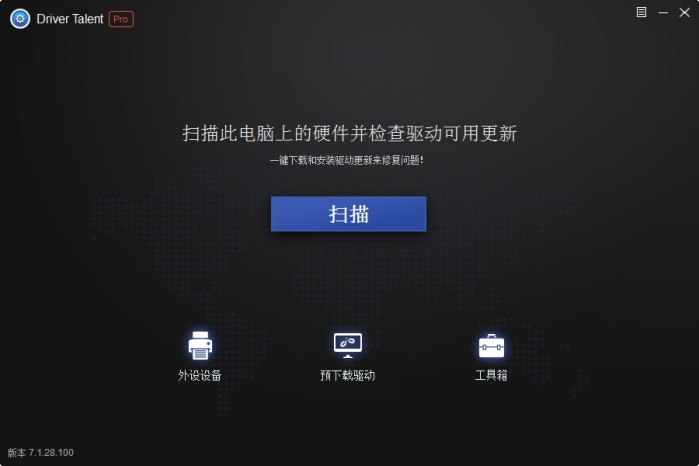 Driver Talent Pro
扫描此电脑上的硬件并检查驱动可用更新
一键下载和安装驱动更新来修复问题!
扫描
外设设备 预下载驱动 工具箱
版本 7.1.28.100